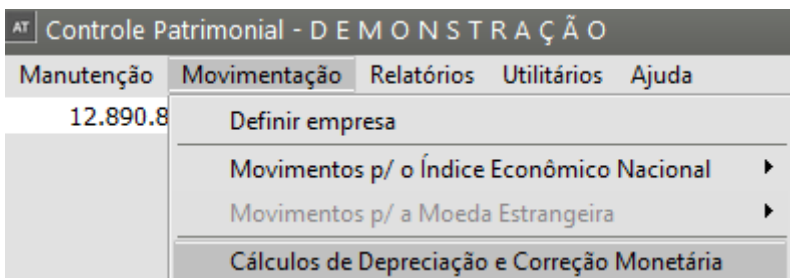 AT Controle Patrimonial - D E M O N S T R A Ç Ã O
Manutenção Movimentação Relatórios Utilitários Ajuda
12.890.8
Definir empresa
Movimentos p/ o Índice Econômico Nacional
Movimentos p/ a Moeda Estrangeira
Cálculos de Depreciação e Correção Monetária